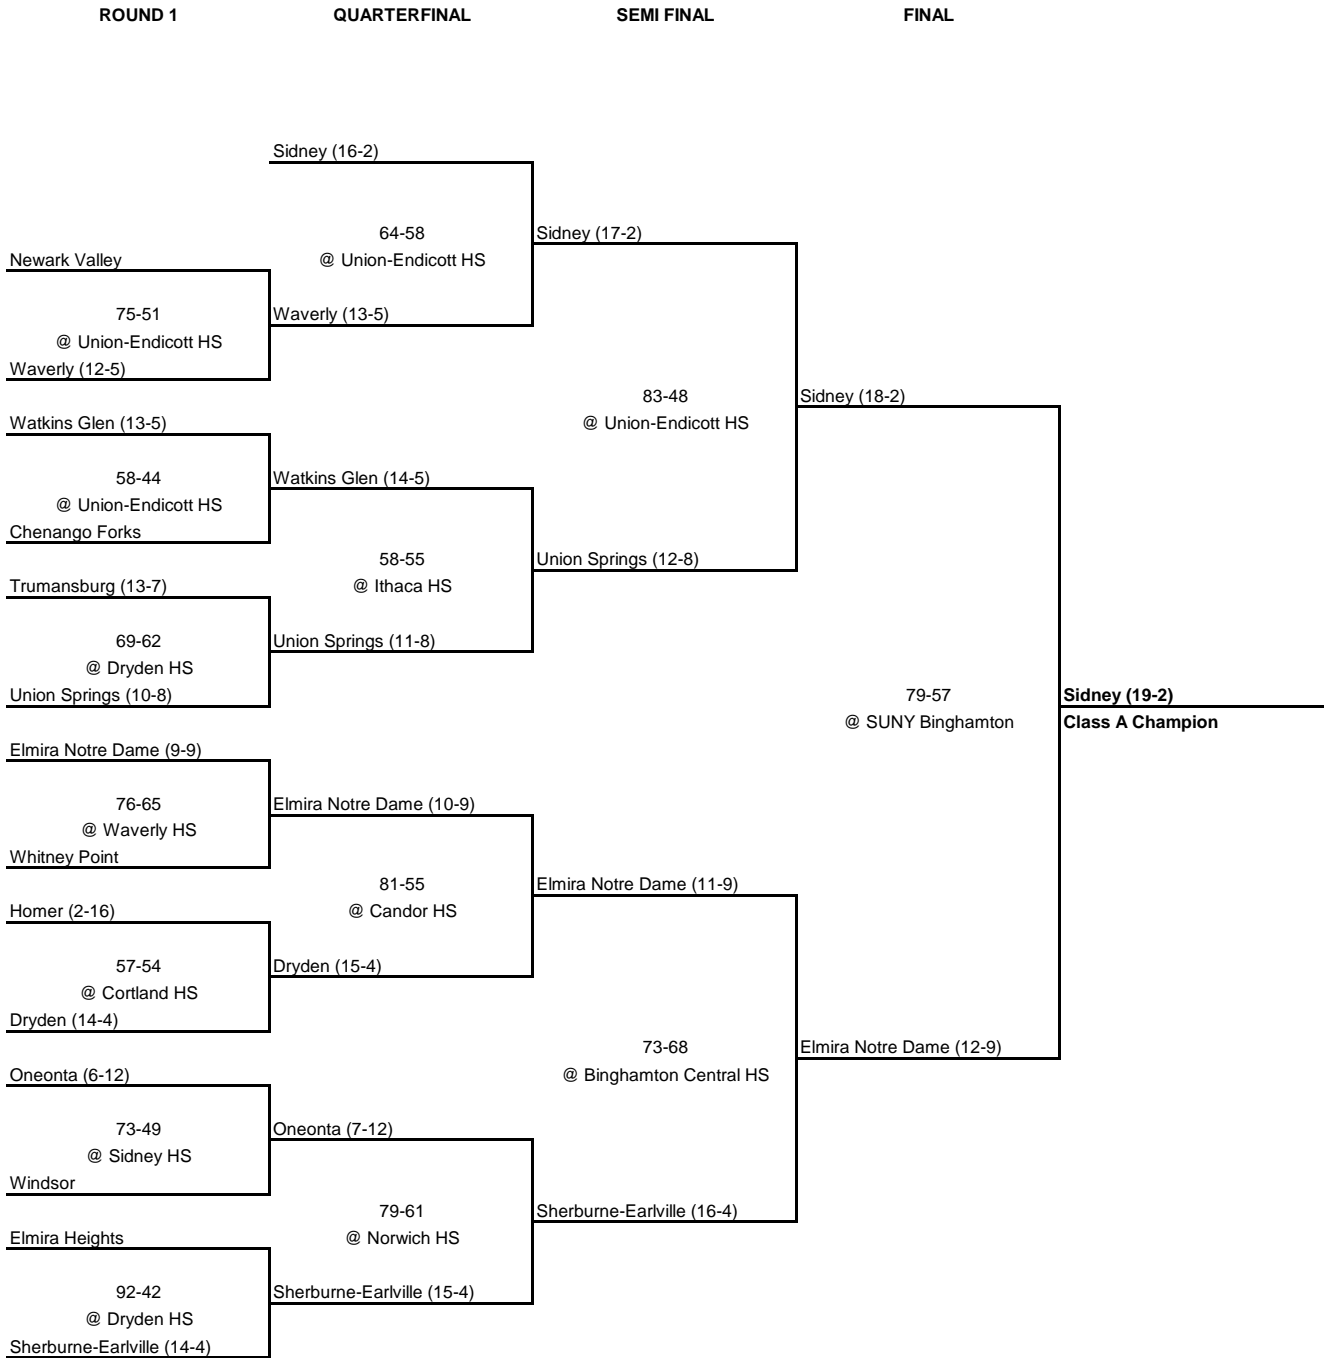 ROUND 1 QUARTERFINAL SEMI FINAL FINAL
Sidney (16-2)
64-58 Sidney (17-2)
@ Union-Endicott HS
Newark Valley
75-51 Waverly (13-5)
@ Union-Endicott HS
Waverly (12-5)
83-48 Sidney (18-2)
@ Union-Endicott HS
Watkins Glen (13-5)
58-44 Watkins Glen (14-5)
@ Union-Endicott HS
Chenango Forks
58-55 Union Springs (12-8)
@ Ithaca HS
Trumansburg (13-7)
69-62 Union Springs (11-8)
@ Dryden HS
Union Springs (10-8)
79-57 Sidney (19-2)
@ SUNY Binghamton Class A Champion
Elmira Notre Dame (9-9)
76-65 Elmira Notre Dame (10-9)
@ Waverly HS
Whitney Point
81-55 Elmira Notre Dame (11-9)
@ Candor HS
Homer (2-16)
57-54 Dryden (15-4)
@ Cortland HS
Dryden (14-4)
73-68 Elmira Notre Dame (12-9)
@ Binghamton Central HS
Oneonta (6-12)
73-49 Oneonta (7-12)
@ Sidney HS
Windsor
79-61 Sherburne-Earlville (16-4)
@ Norwich HS
Elmira Heights
92-42 Sherburne-Earlville (15-4)
@ Dryden HS
Sherburne-Earlville (14-4)